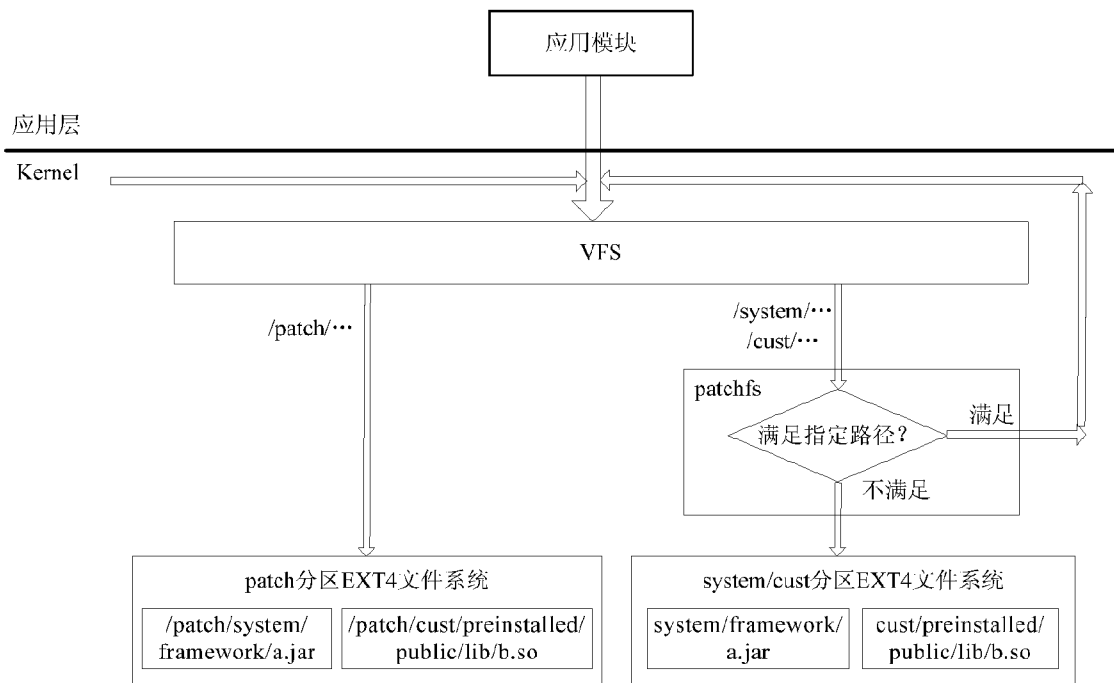 应用模块
应用层
Kernel
VFS
/patch/…
/system/…
/cust/…
patchfs
满足指定路径?
满足
不满足
patch分区EXT4文件系统
/patch/system/
framework/a.jar
/patch/cust/preinstalled/
public/lib/b.so
system/cust分区EXT4文件系统
system/framework/
a.jar
cust/preinstalled/
public/lib/b.so